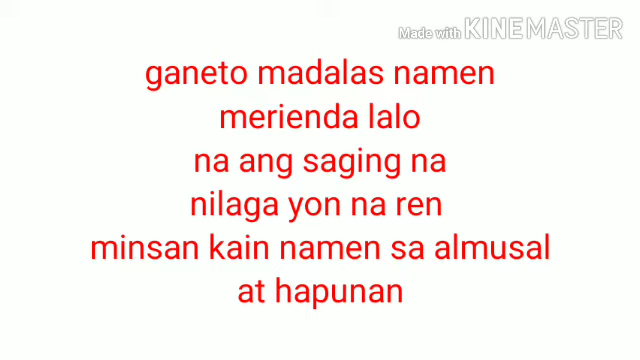 Made with KINEMASTER
ganeto madalas namen
merienda lalo
na ang saging na
nilaga yon na ren
minsan kain namen sa almusal
at hapunan